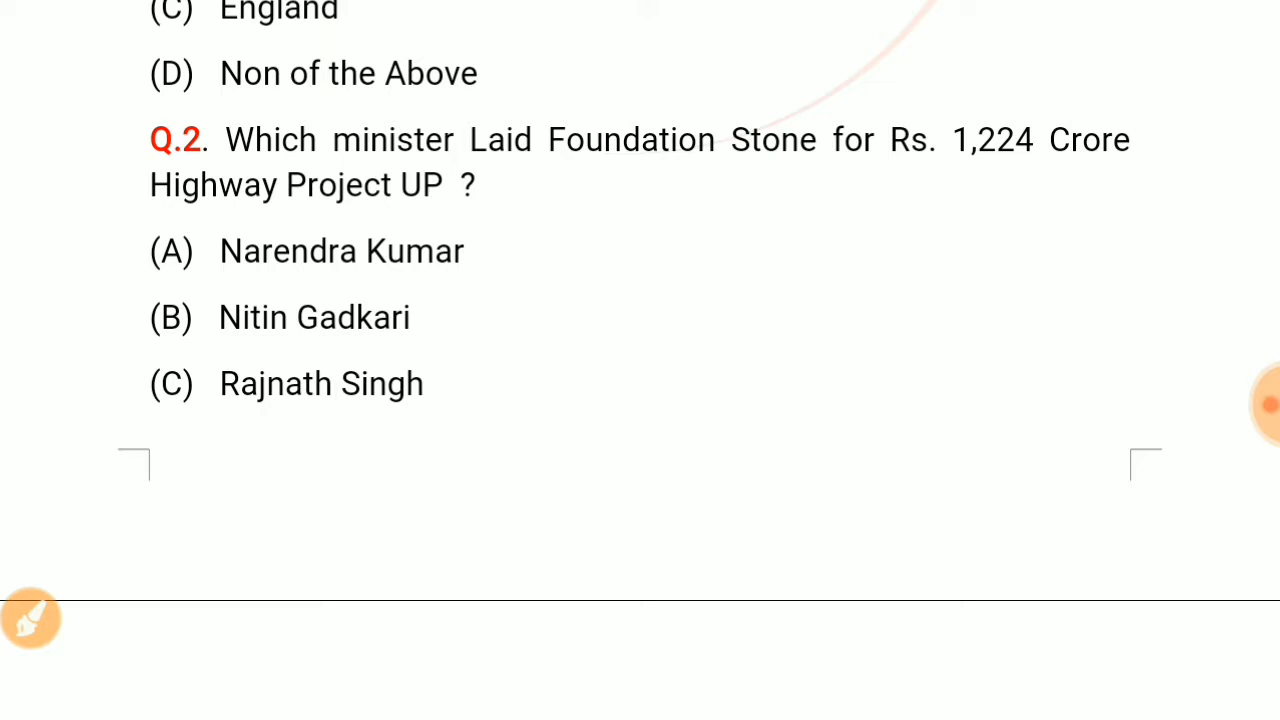 (C) England
(D) Non of the Above
Q.2. Which minister Laid Foundation Stone for Rs. 1,224 Crore
Highway Project UP ?
(A) Narendra Kumar
(B) Nitin Gadkari
(C) Rajnath Singh